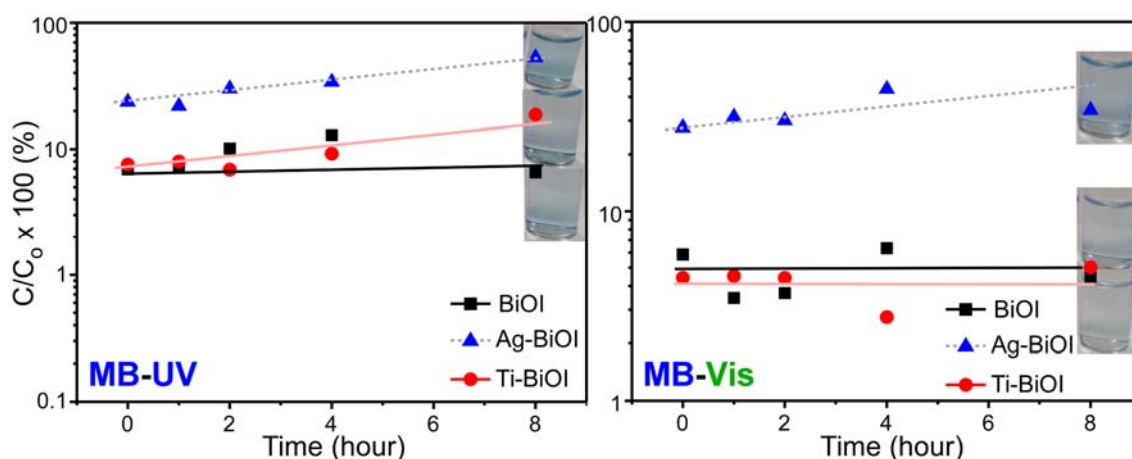 C/Co x 100 (%)
100
10
1
0.1
BiOI
Ag-BiOI
Ti-BiOI
MB-UV
0 2 4 6 8
Time (hour)
100
10
1
BiOI
Ag-BiOI
Ti-BiOI
MB-Vis
0 2 4 6 8
Time (hour)